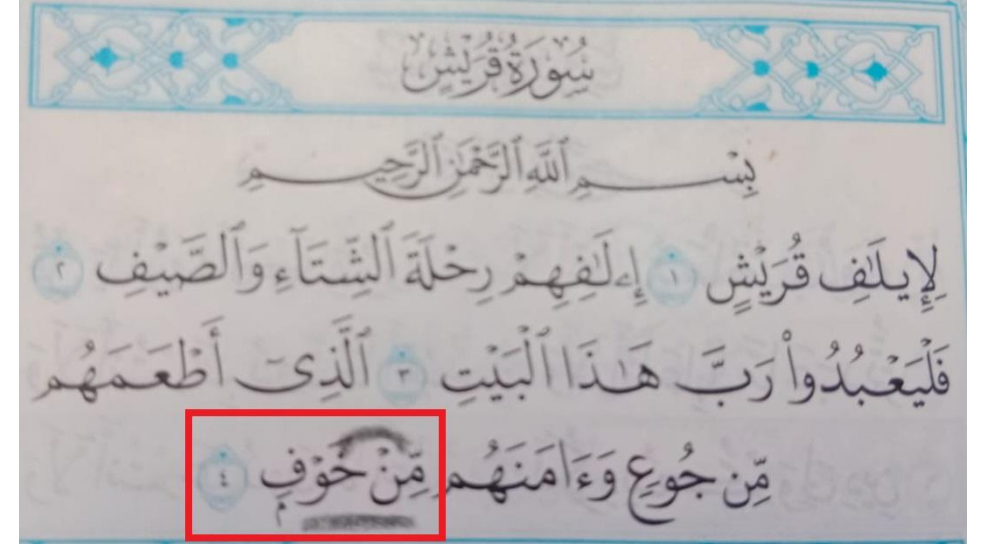 سُورَةُ قُرَيْشٍ
بِسْمِ ٱللَّهِ ٱلرَّحْمَٰنِ ٱلرَّحِيمِ
لِإِيلَٰفِ قُرَيْشٍ ١ إِۦلَٰفِهِمْ رِحْلَةَ ٱلشِّتَآءِ وَٱلصَّيْفِ ٢
فَلْيَعْبُدُوا۟ رَبَّ هَٰذَا ٱلْبَيْتِ ٣ ٱلَّذِىٓ أَطْعَمَهُم
مِّن جُوعٍ وَءَامَنَهُم مِّنْ خَوْفٍۭ ٤